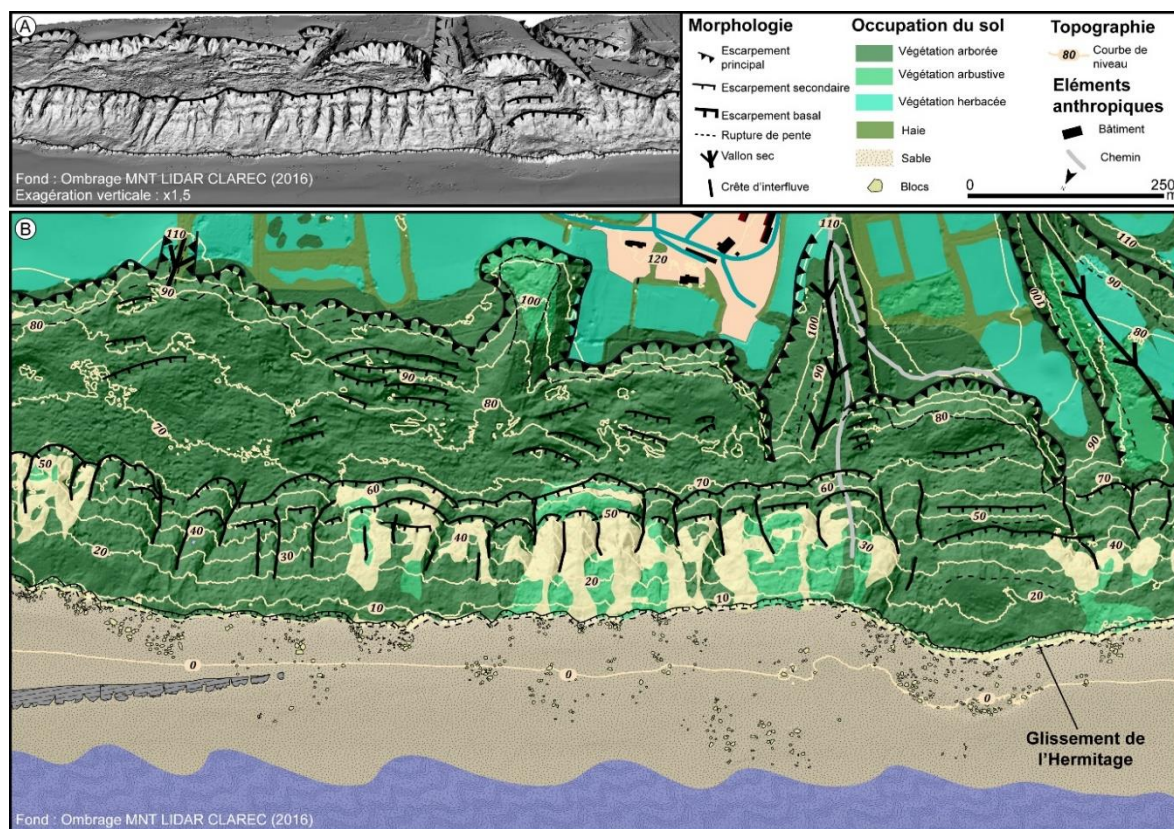 A
Fond : Ombrage MNT LIDAR CLAREC (2016)
Exagération verticale : x1,5
Morphologie
Escarpement
principal
Escarpement secondaire
Escarpement basal
Rupture de pente
Vallon sec
Crête d'interfluve
Occupation du sol
Végétation arborée
Végétation arbustive
Végétation herbacée
Haie
Sable
Blocs
Topographie
80
Courbe de
niveau
Eléments
anthropiques
Bâtiment
Chemin
0 250
m
B
110
110
110
120
90
100
100
90
100
80
80
90
90
80
80
90
70
70
70
50
60
60
50
50
40
40
40
30
30
20
20
20
10
10
0
0
0
Glissement de
l'Hermitage
Fond : Ombrage MNT LIDAR CLAREC (2016)